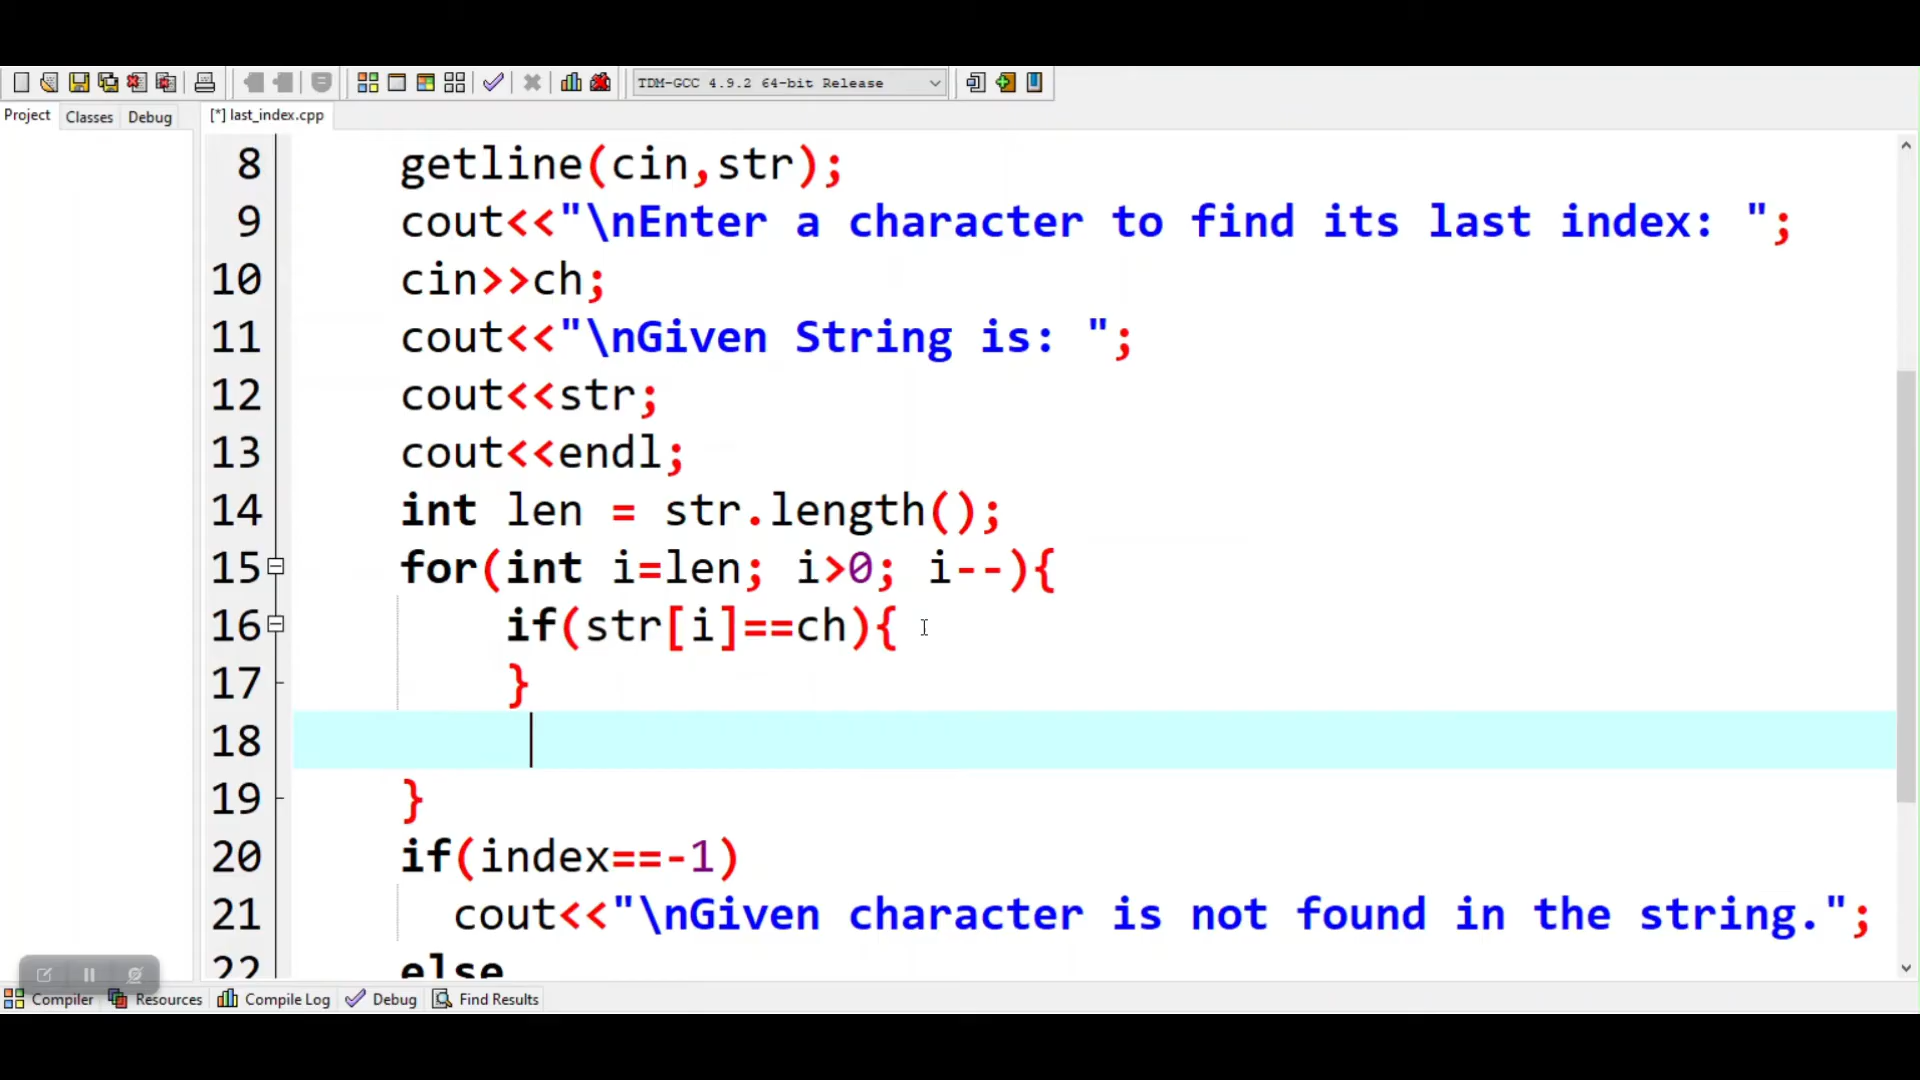 TDM-GCC 4.9.2 64-bit Release
Project Classes Debug
[*] last_index.cpp
8 getline(cin,str);
9 cout<<"\nEnter a character to find its last index: ";
10 cin>>ch;
11 cout<<"\nGiven String is: ";
12 cout<<str;
13 cout<<endl;
14 int len = str.length();
15 for(int i=len; i>0; i--){
16 if(str[i]==ch){
17 }
18
19 }
20 if(index==-1)
21 cout<<"\nGiven character is not found in the string.";
22 else
Compiler Resources Compile Log Debug Find Results